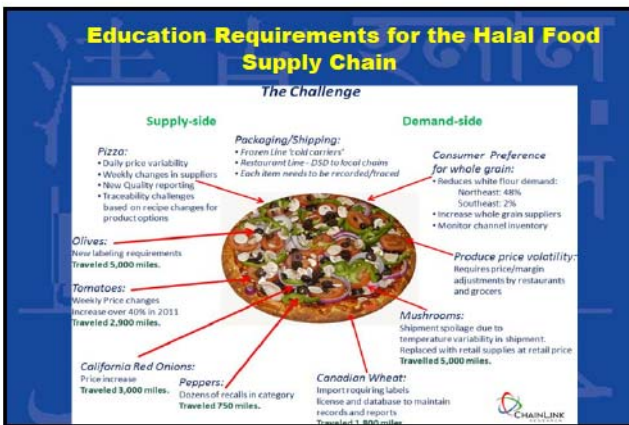 Education Requirements for the Halal Food
Supply Chain
The Challenge
Supply-side
Demand-side
Pizza:
• Daily price variability
• Weekly changes in suppliers
• New Quality reporting
• Traceability challenges
based on recipe changes for
product options
Packaging/Shipping:
• Frozen Line 'cold carriers'
• Restaurant Line - DSD to local chains
• Each item needs to be recorded/traced
Consumer Preference
for whole grain:
• Reduces white flour demand:
Northeast: 48%
Southeast: 2%
• Increase whole grain suppliers
• Monitor channel inventory
Olives:
New labeling requirements
Traveled 5,000 miles.
Produce price volatility:
Requires price/margin
adjustments by restaurants
and grocers
Tomatoes:
Weekly Price changes
Increase over 40% in 2011
Traveled 2,900 miles.
Mushrooms:
Shipment spoilage due to
temperature variability in shipment.
Replaced with retail supplies at retail price
Travelled 5,000 miles.
California Red Onions:
Price increase
Traveled 3,000 miles.
Peppers:
Dozens of recalls in category
Traveled 750 miles.
Canadian Wheat:
Import requiring labels
license and database to maintain
records and reports
Traveled 1,800 miles.
CHAINLINK
RESEARCH